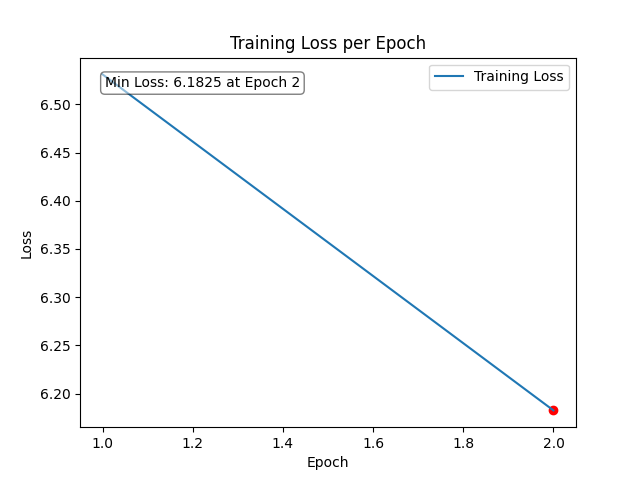 Training Loss per Epoch
Min Loss: 6.1825 at Epoch 2
Training Loss
6.50
6.45
6.40
6.35
6.30
6.25
6.20
Loss
1.0 1.2 1.4 1.6 1.8 2.0
Epoch